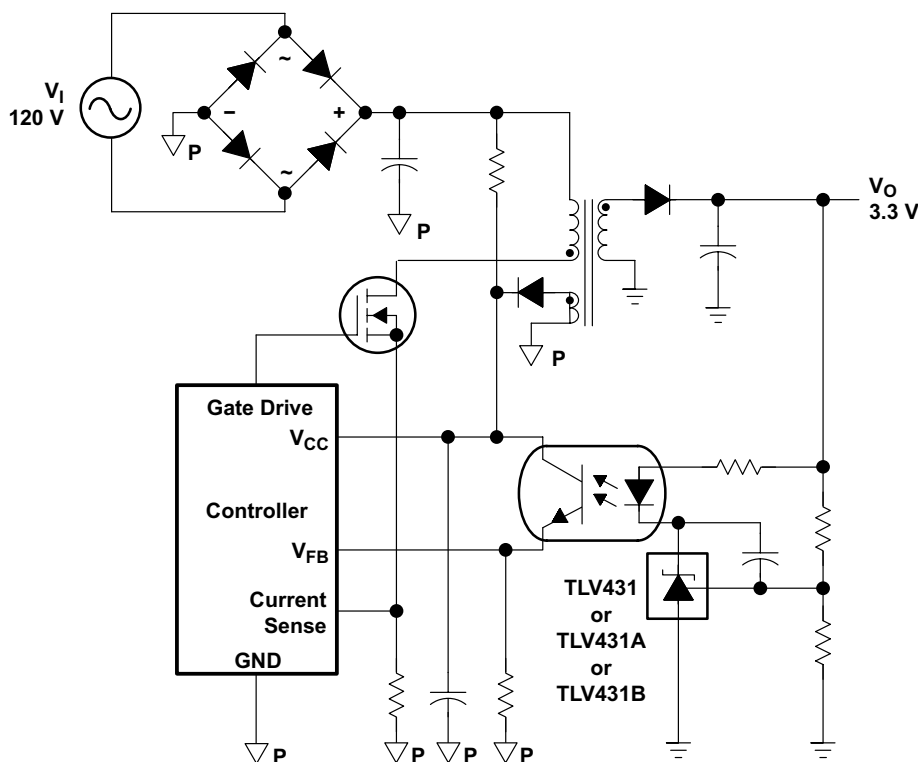 ~
V_I
120 V
−
+
P
~
P
V_O
3.3 V
P
Gate Drive
V_CC
Controller
V_FB
Current
Sense
GND
TLV431
or
TLV431A
or
TLV431B
P
P
P
P